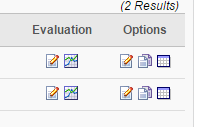 (2 Results)
Evaluation Options